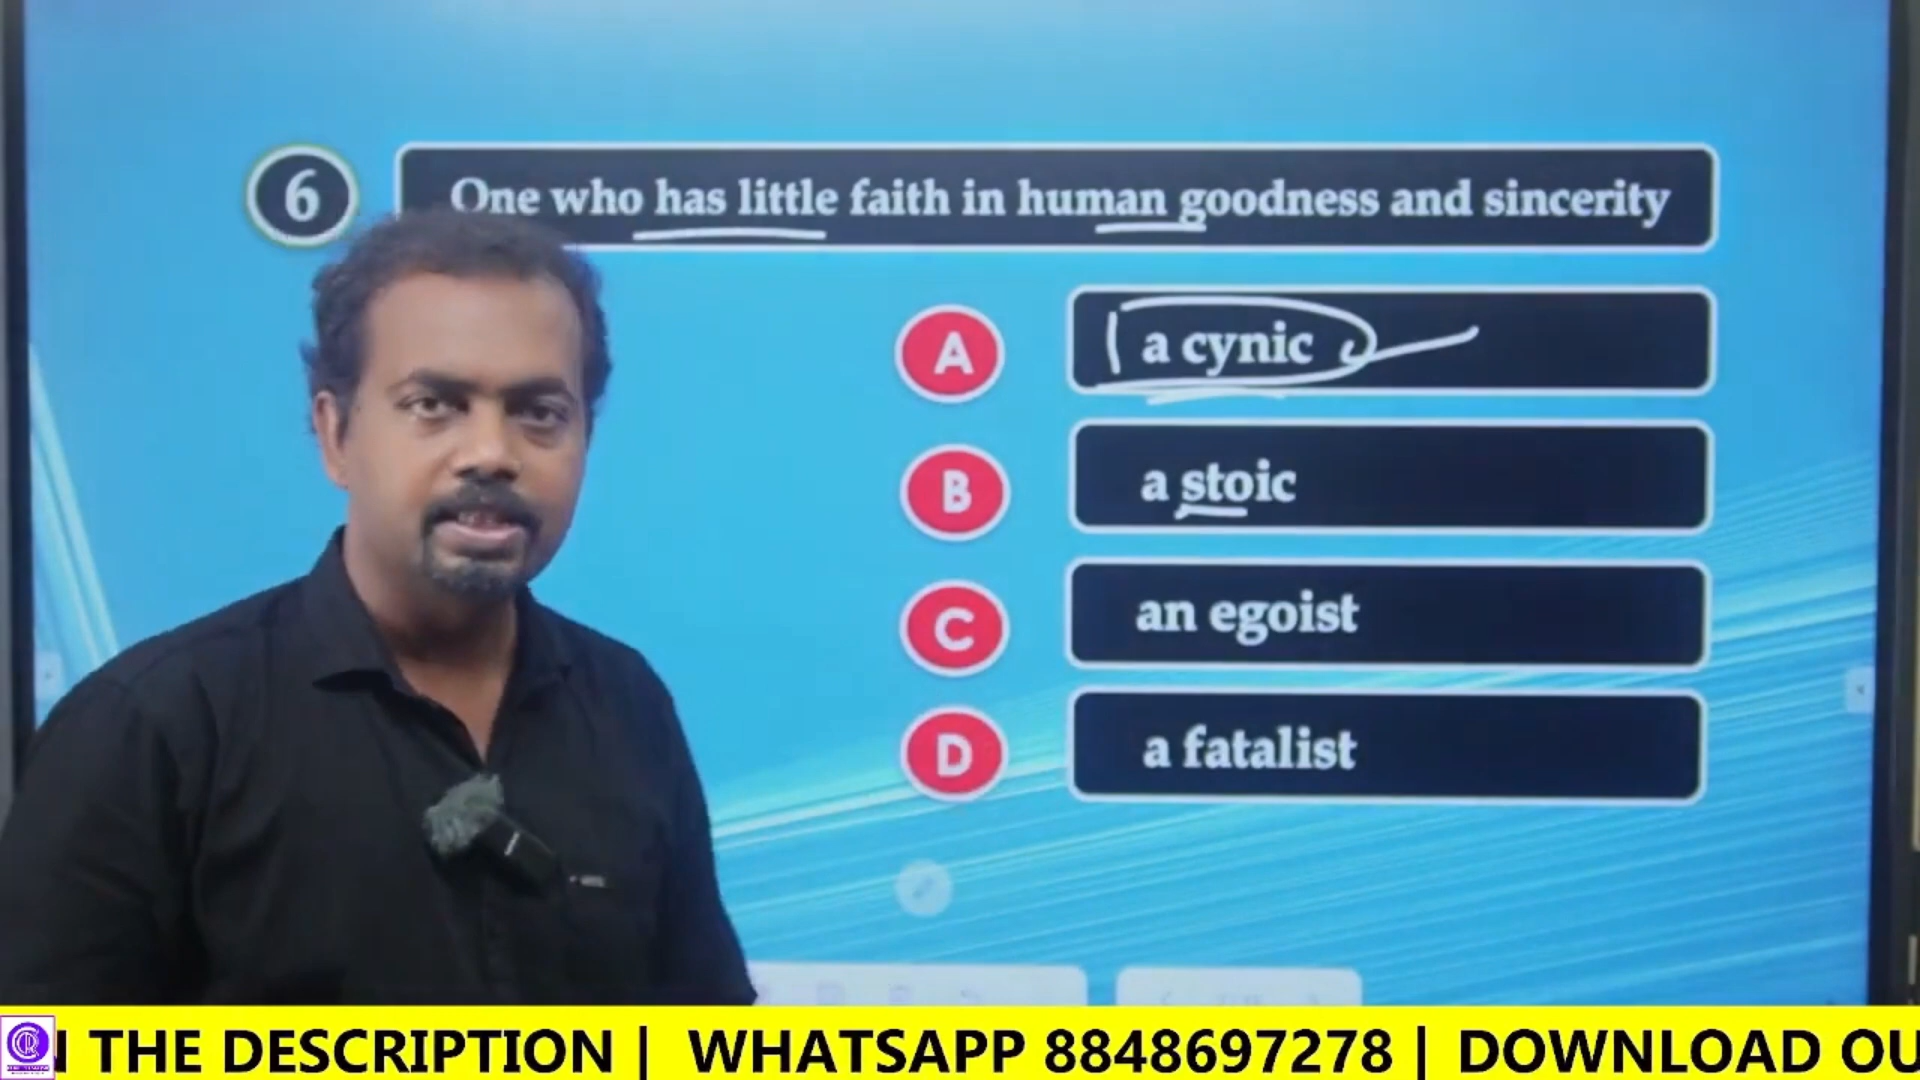 6
One who has little faith in human goodness and sincerity
A
a cynic
B
a stoic
C
an egoist
D
a fatalist
THE DESCRIPTION | WHATSAPP 8848697278 | DOWNLOAD OU